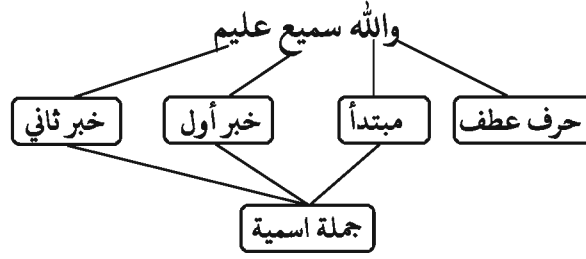 والله سميع عليم
حرف عطف مبتدأ خبر أول خبر ثاني
جملة اسمية